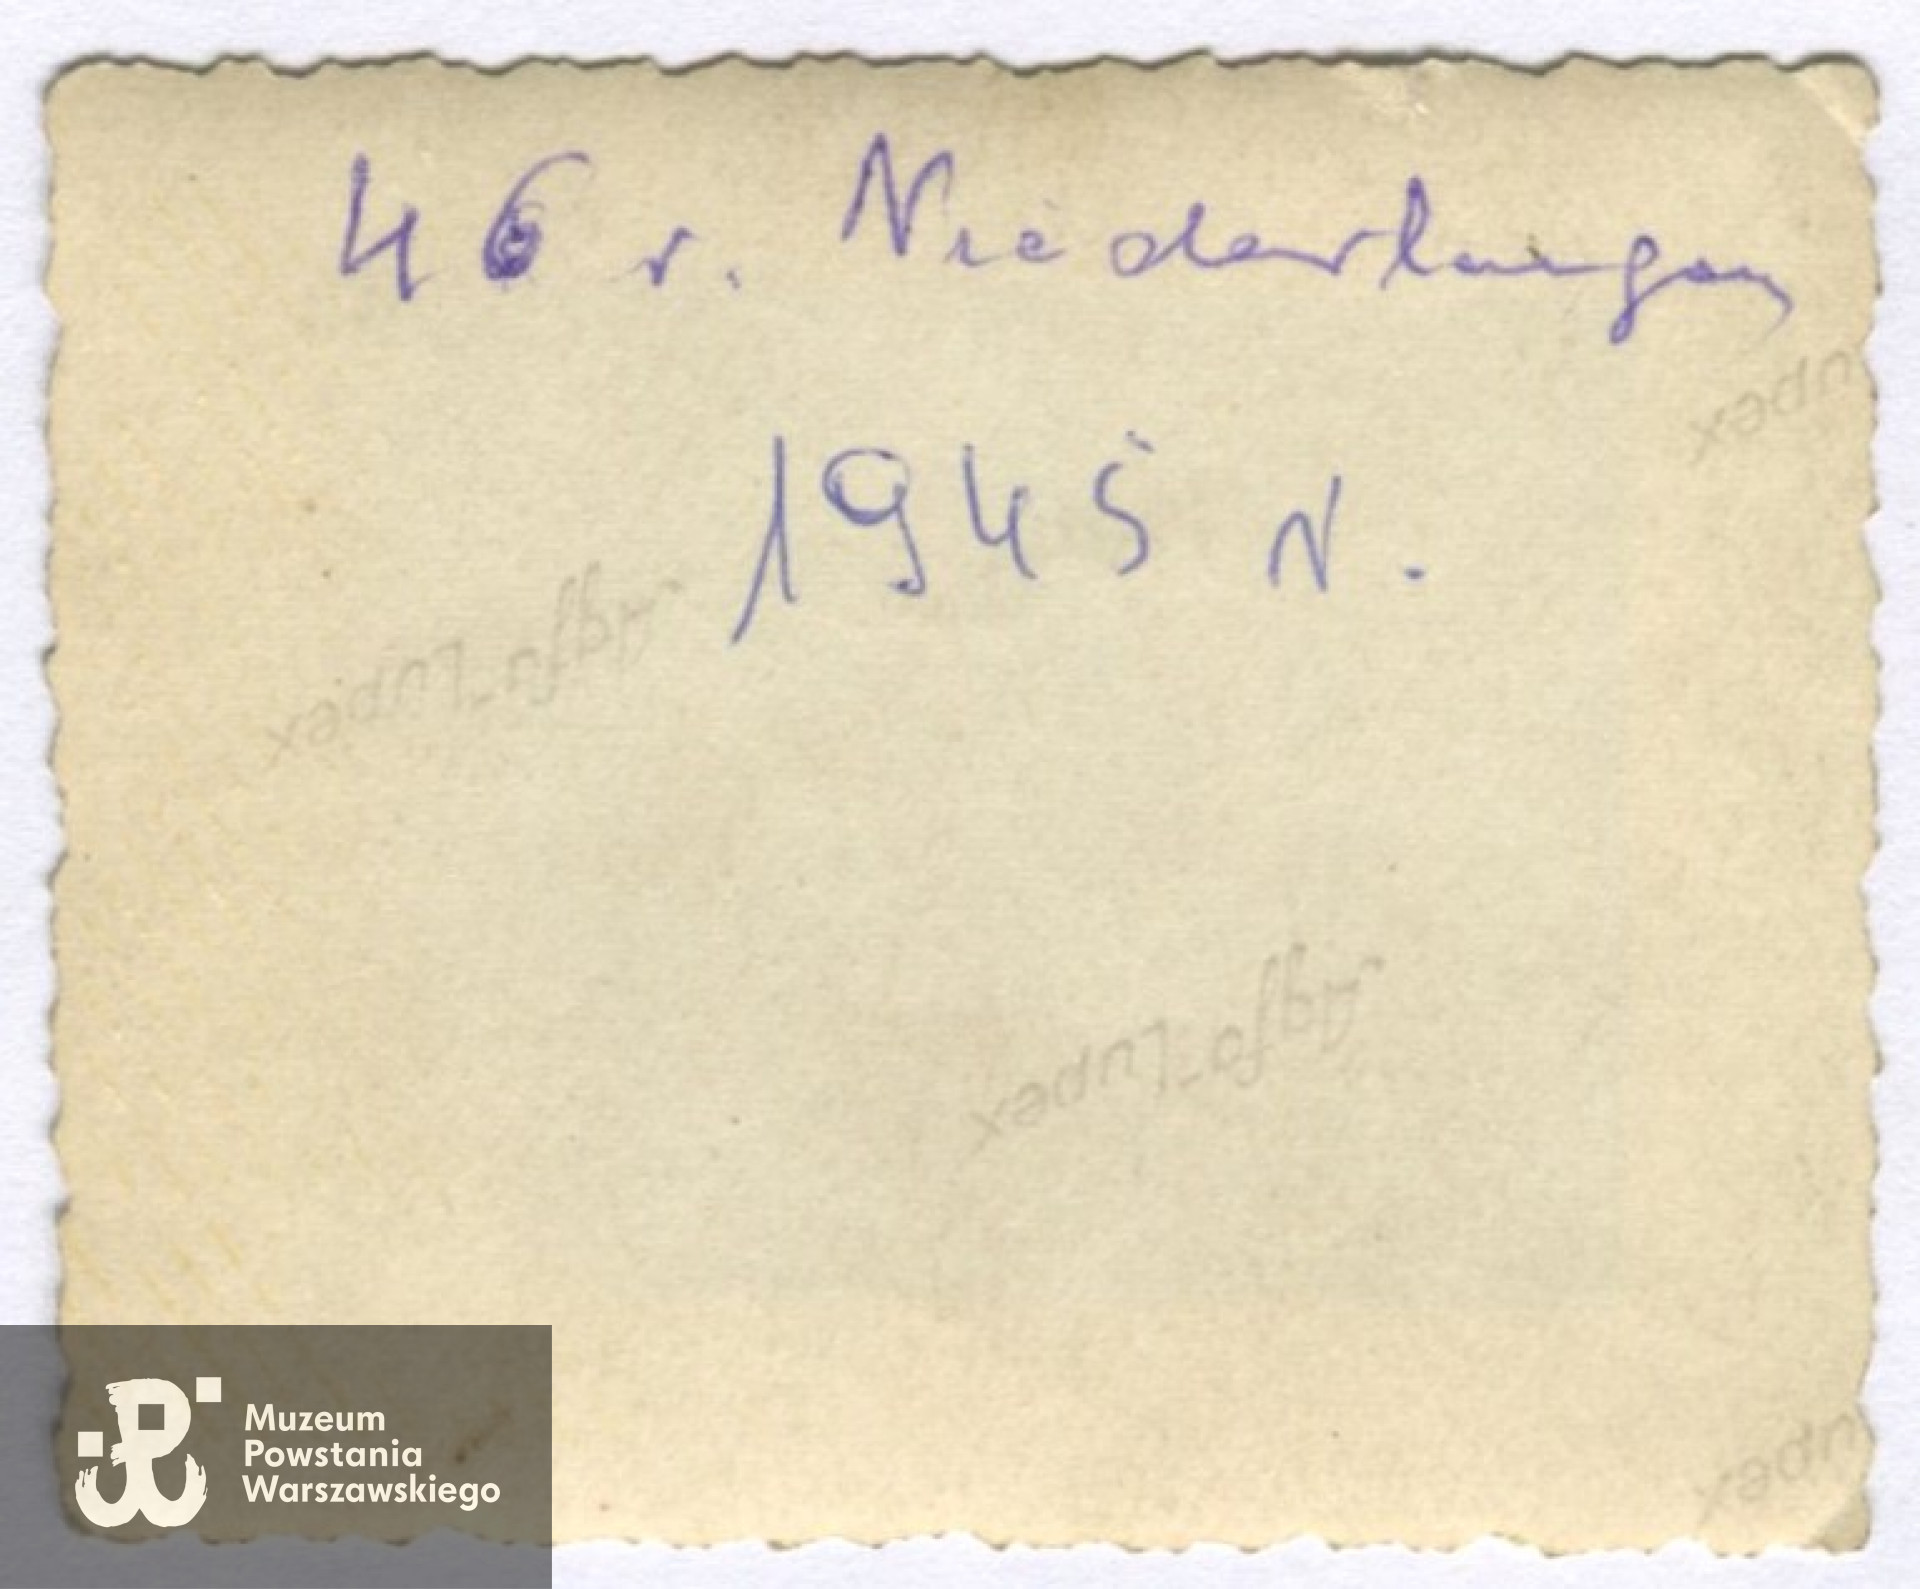 46 r. Niederlangen
1945 r.
Agfa-Lupex
Agfa-Lupex
Muzeum
Powstania
Warszawskiego